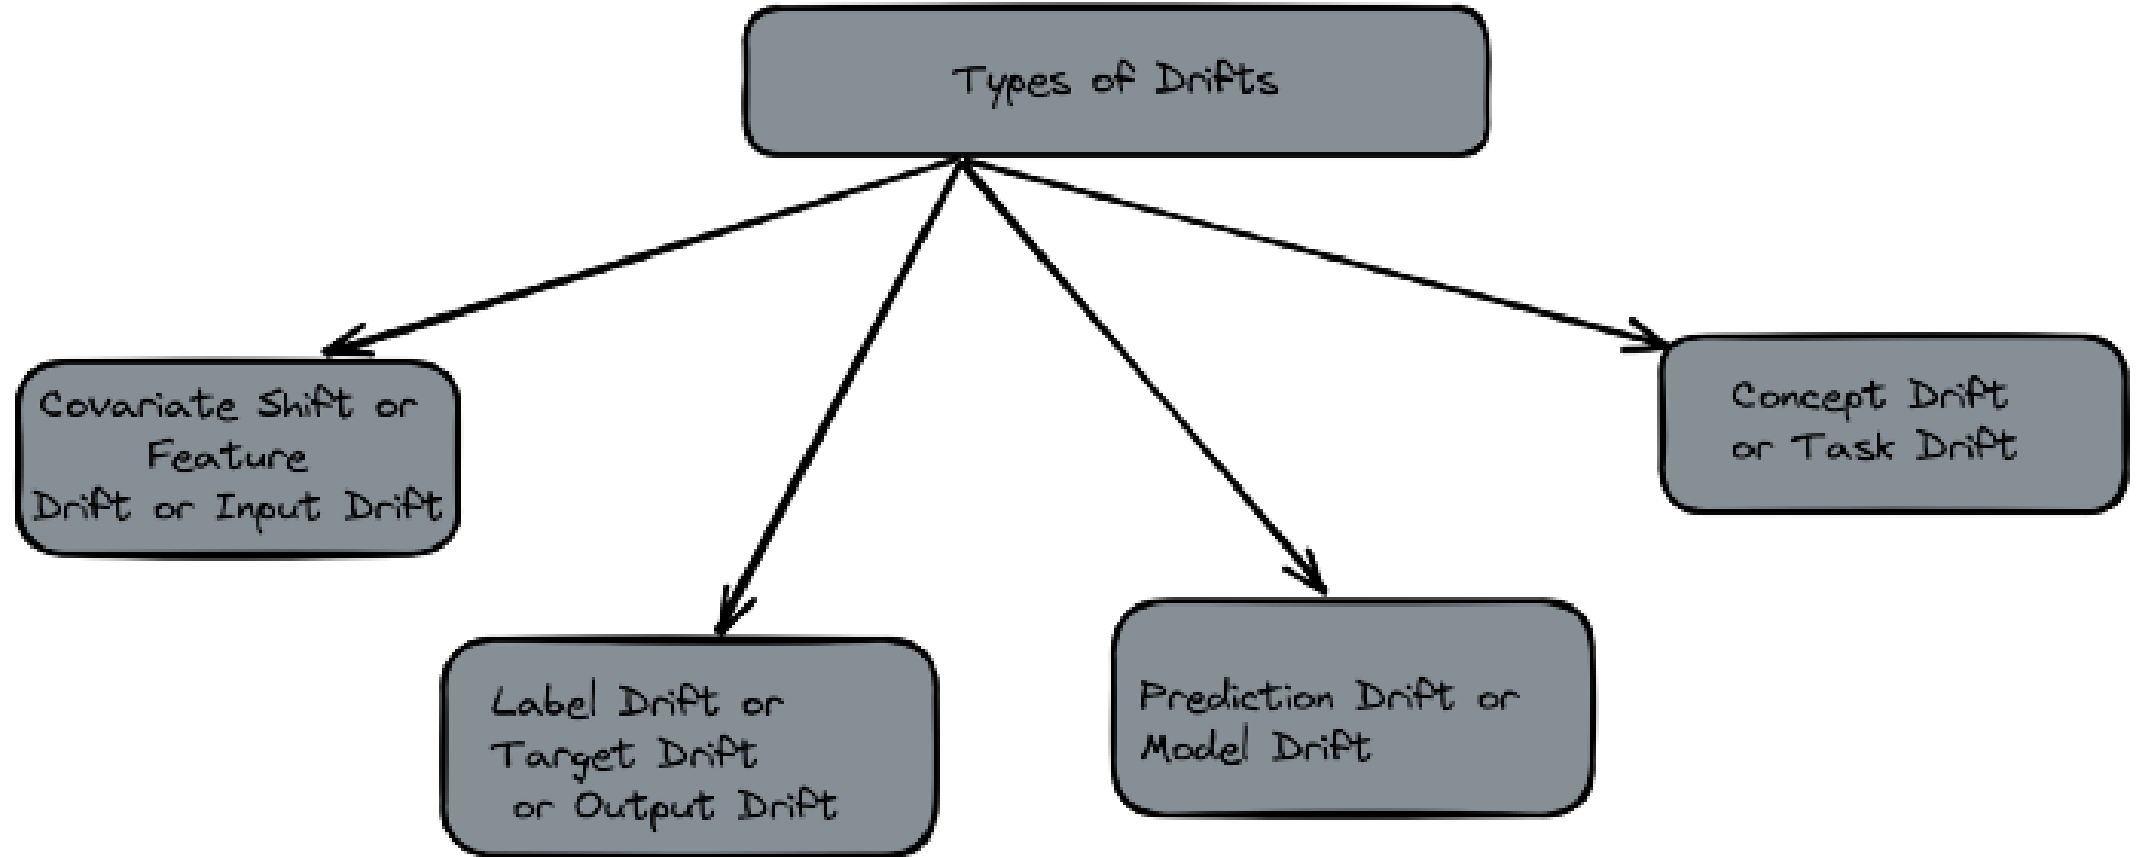 Types of Drifts
Covariate Shift or
Feature
Drift or Input Drift
Label Drift or
Target Drift
or Output Drift
Prediction Drift or
Model Drift
Concept Drift
or Task Drift